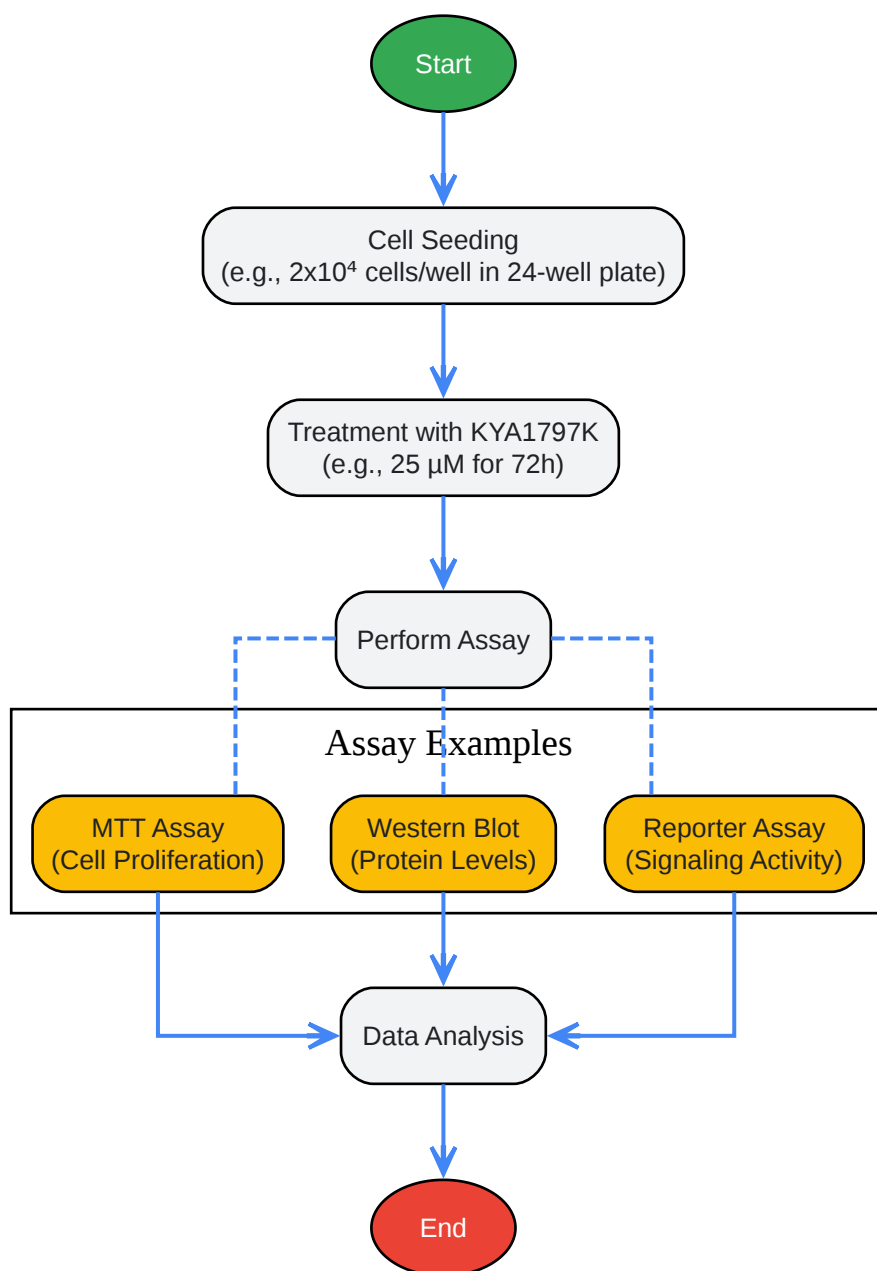 Start
Cell Seeding
(e.g., 2x10⁴ cells/well in 24-well plate)
Treatment with KYA1797K
(e.g., 25 µM for 72h)
Perform Assay
Assay Examples
MTT Assay
(Cell Proliferation)
Western Blot
(Protein Levels)
Reporter Assay
(Signaling Activity)
Data Analysis
End